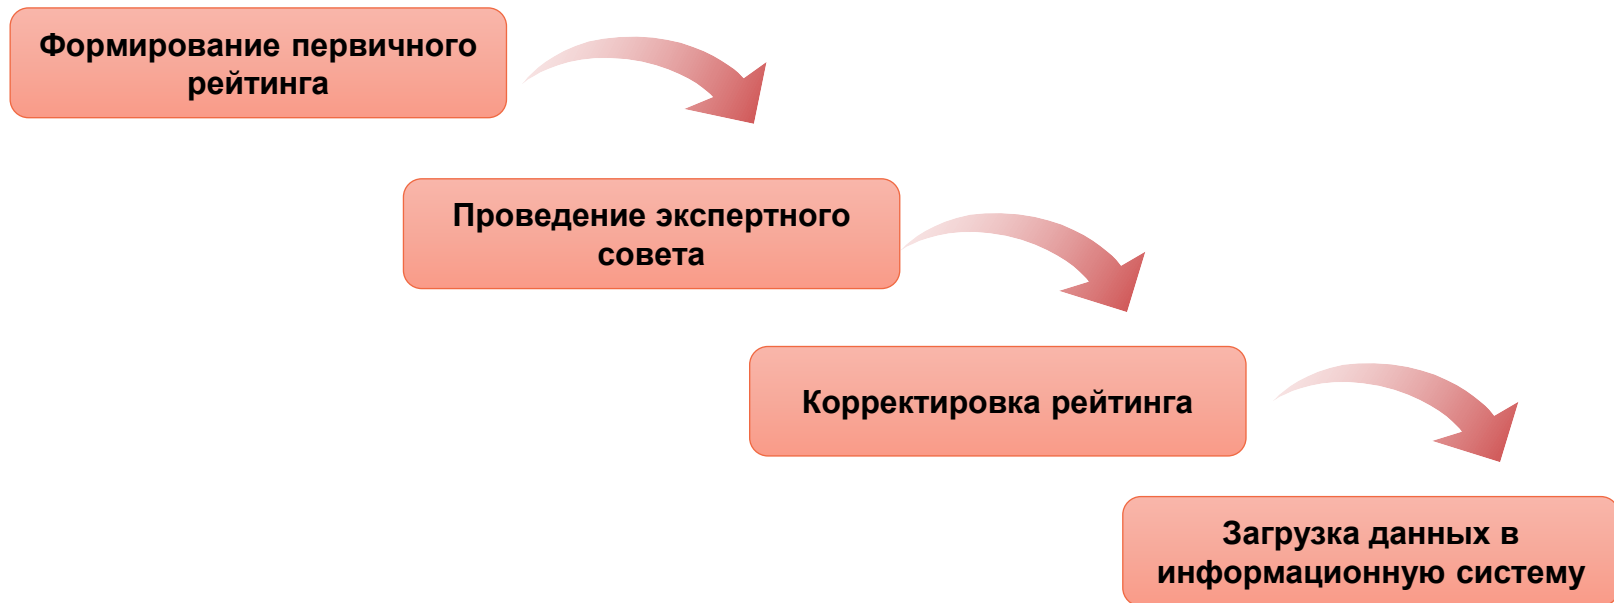 Формирование первичного
рейтинга
Проведение экспертного
совета
Корректировка рейтинга
Загрузка данных в
информационную систему